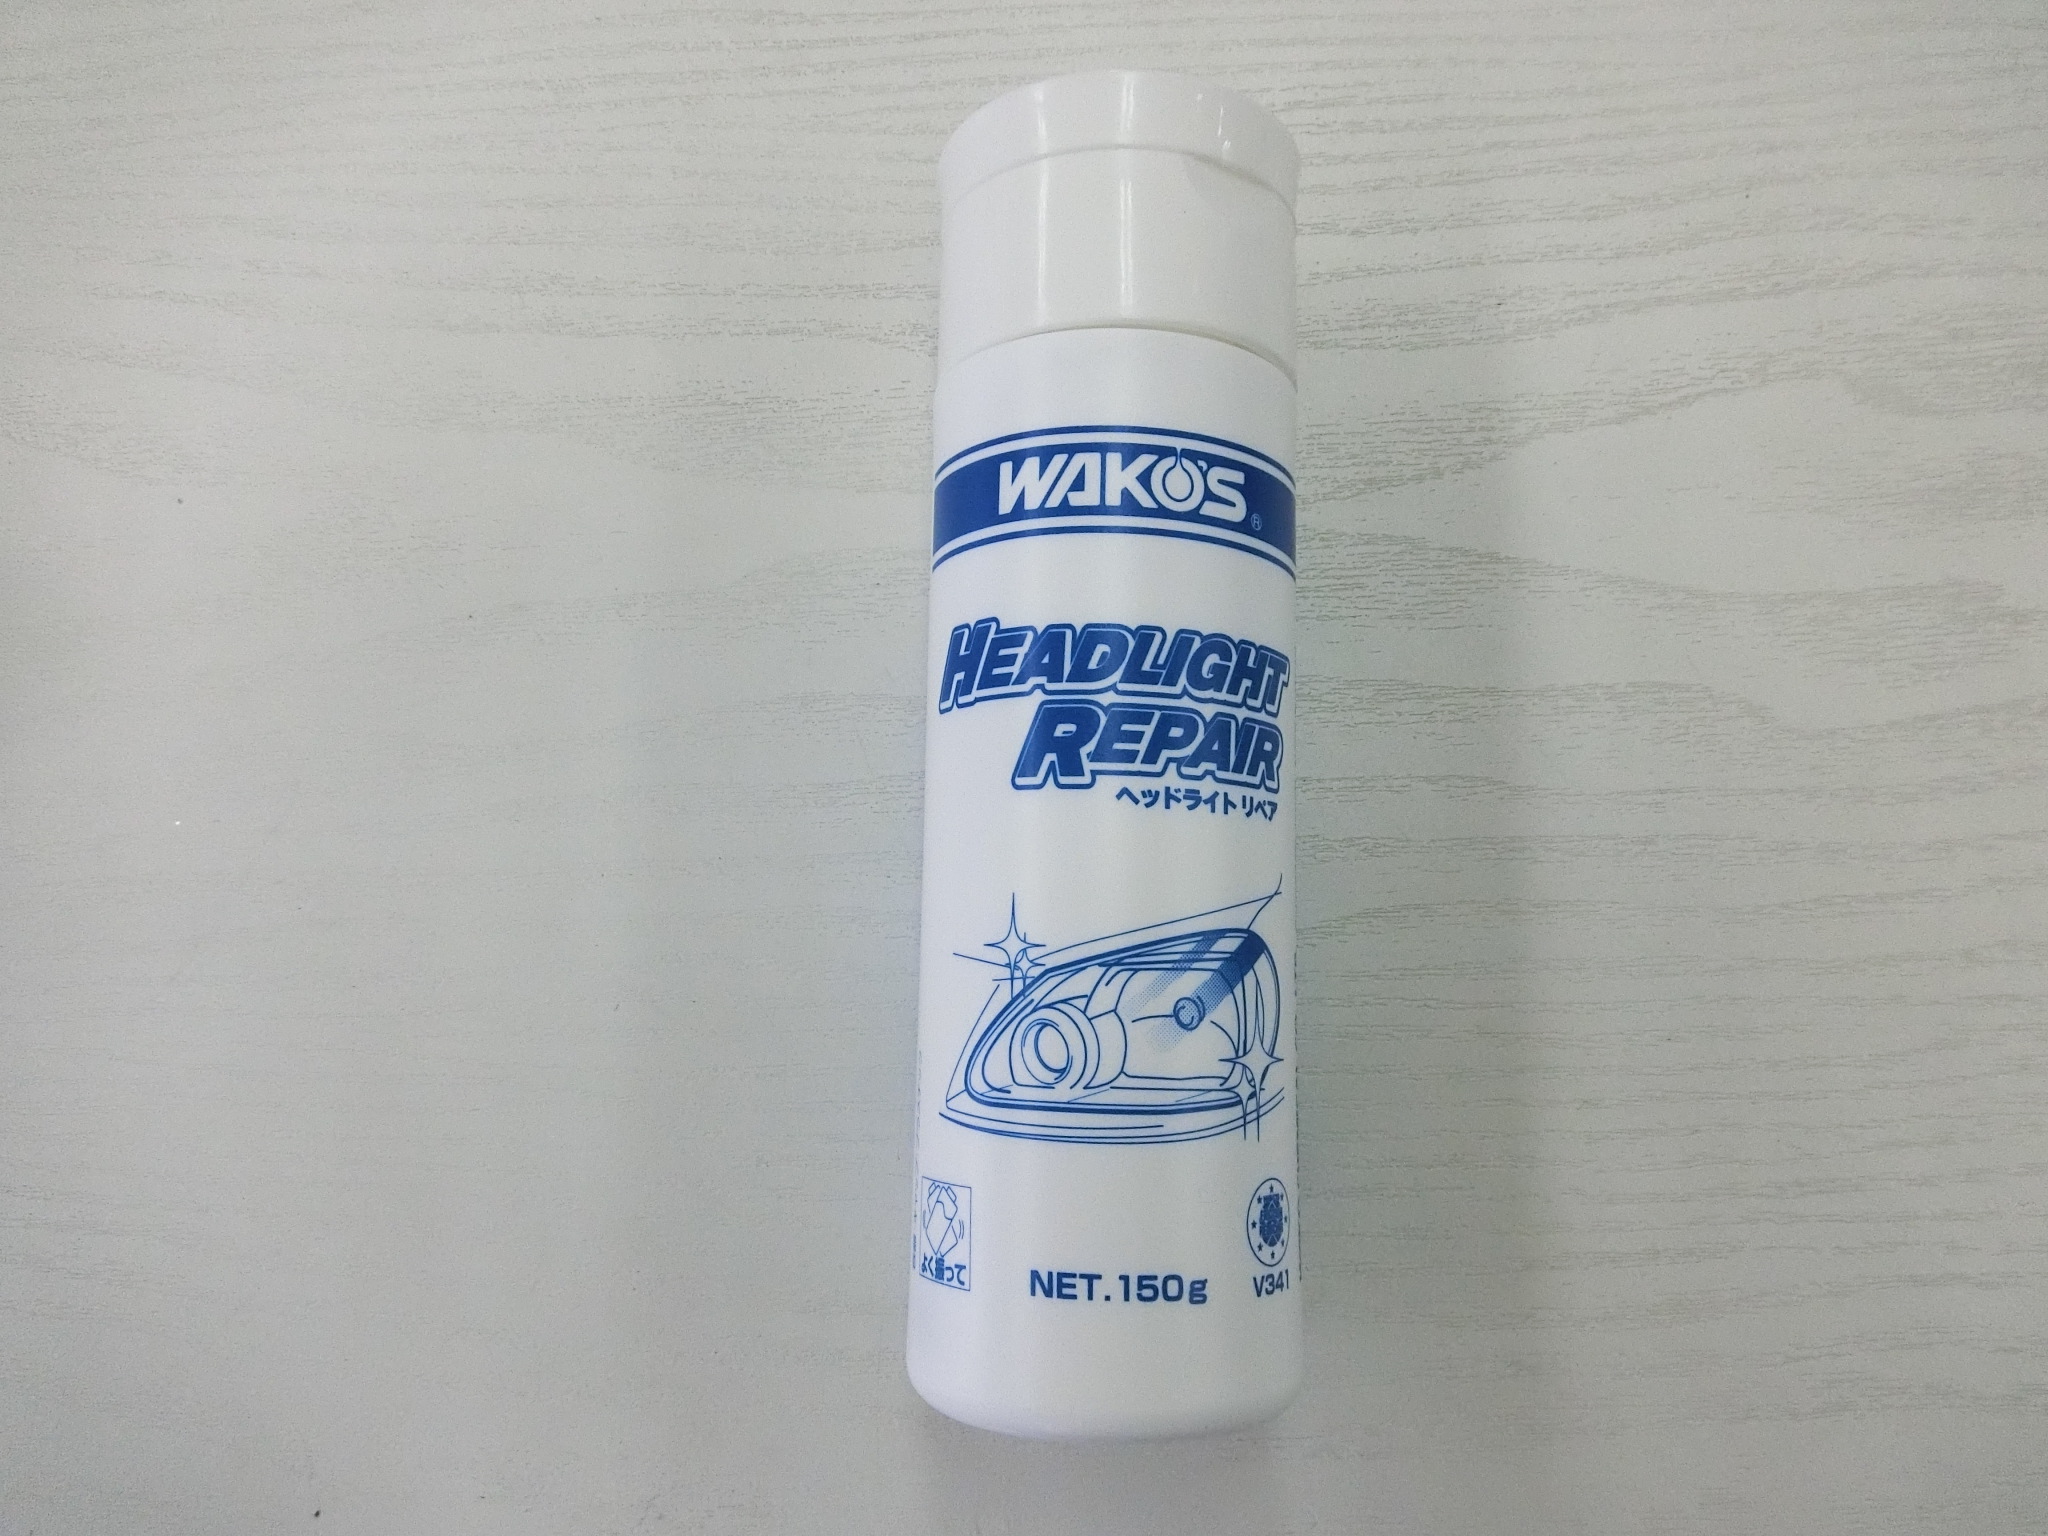 WAKO'S®
HEADLIGHT
REPAIR
ヘッドライト リペア
よく振って
NET.150g
V341